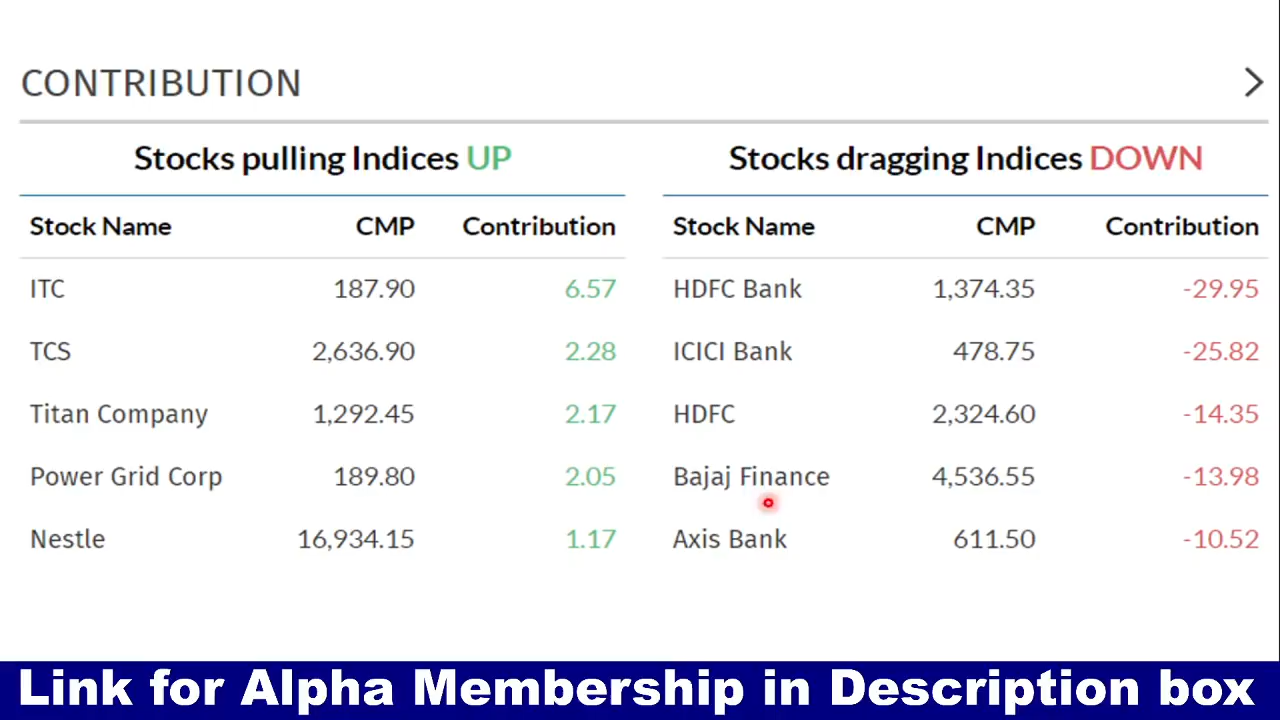 CONTRIBUTION
Stocks pulling Indices UP
Stock Name CMP Contribution
ITC 187.90 6.57
TCS 2,636.90 2.28
Titan Company 1,292.45 2.17
Power Grid Corp 189.80 2.05
Nestle 16,934.15 1.17
Stocks dragging Indices DOWN
Stock Name CMP Contribution
HDFC Bank 1,374.35 -29.95
ICICI Bank 478.75 -25.82
HDFC 2,324.60 -14.35
Bajaj Finance 4,536.55 -13.98
Axis Bank 611.50 -10.52
Link for Alpha Membership in Description box